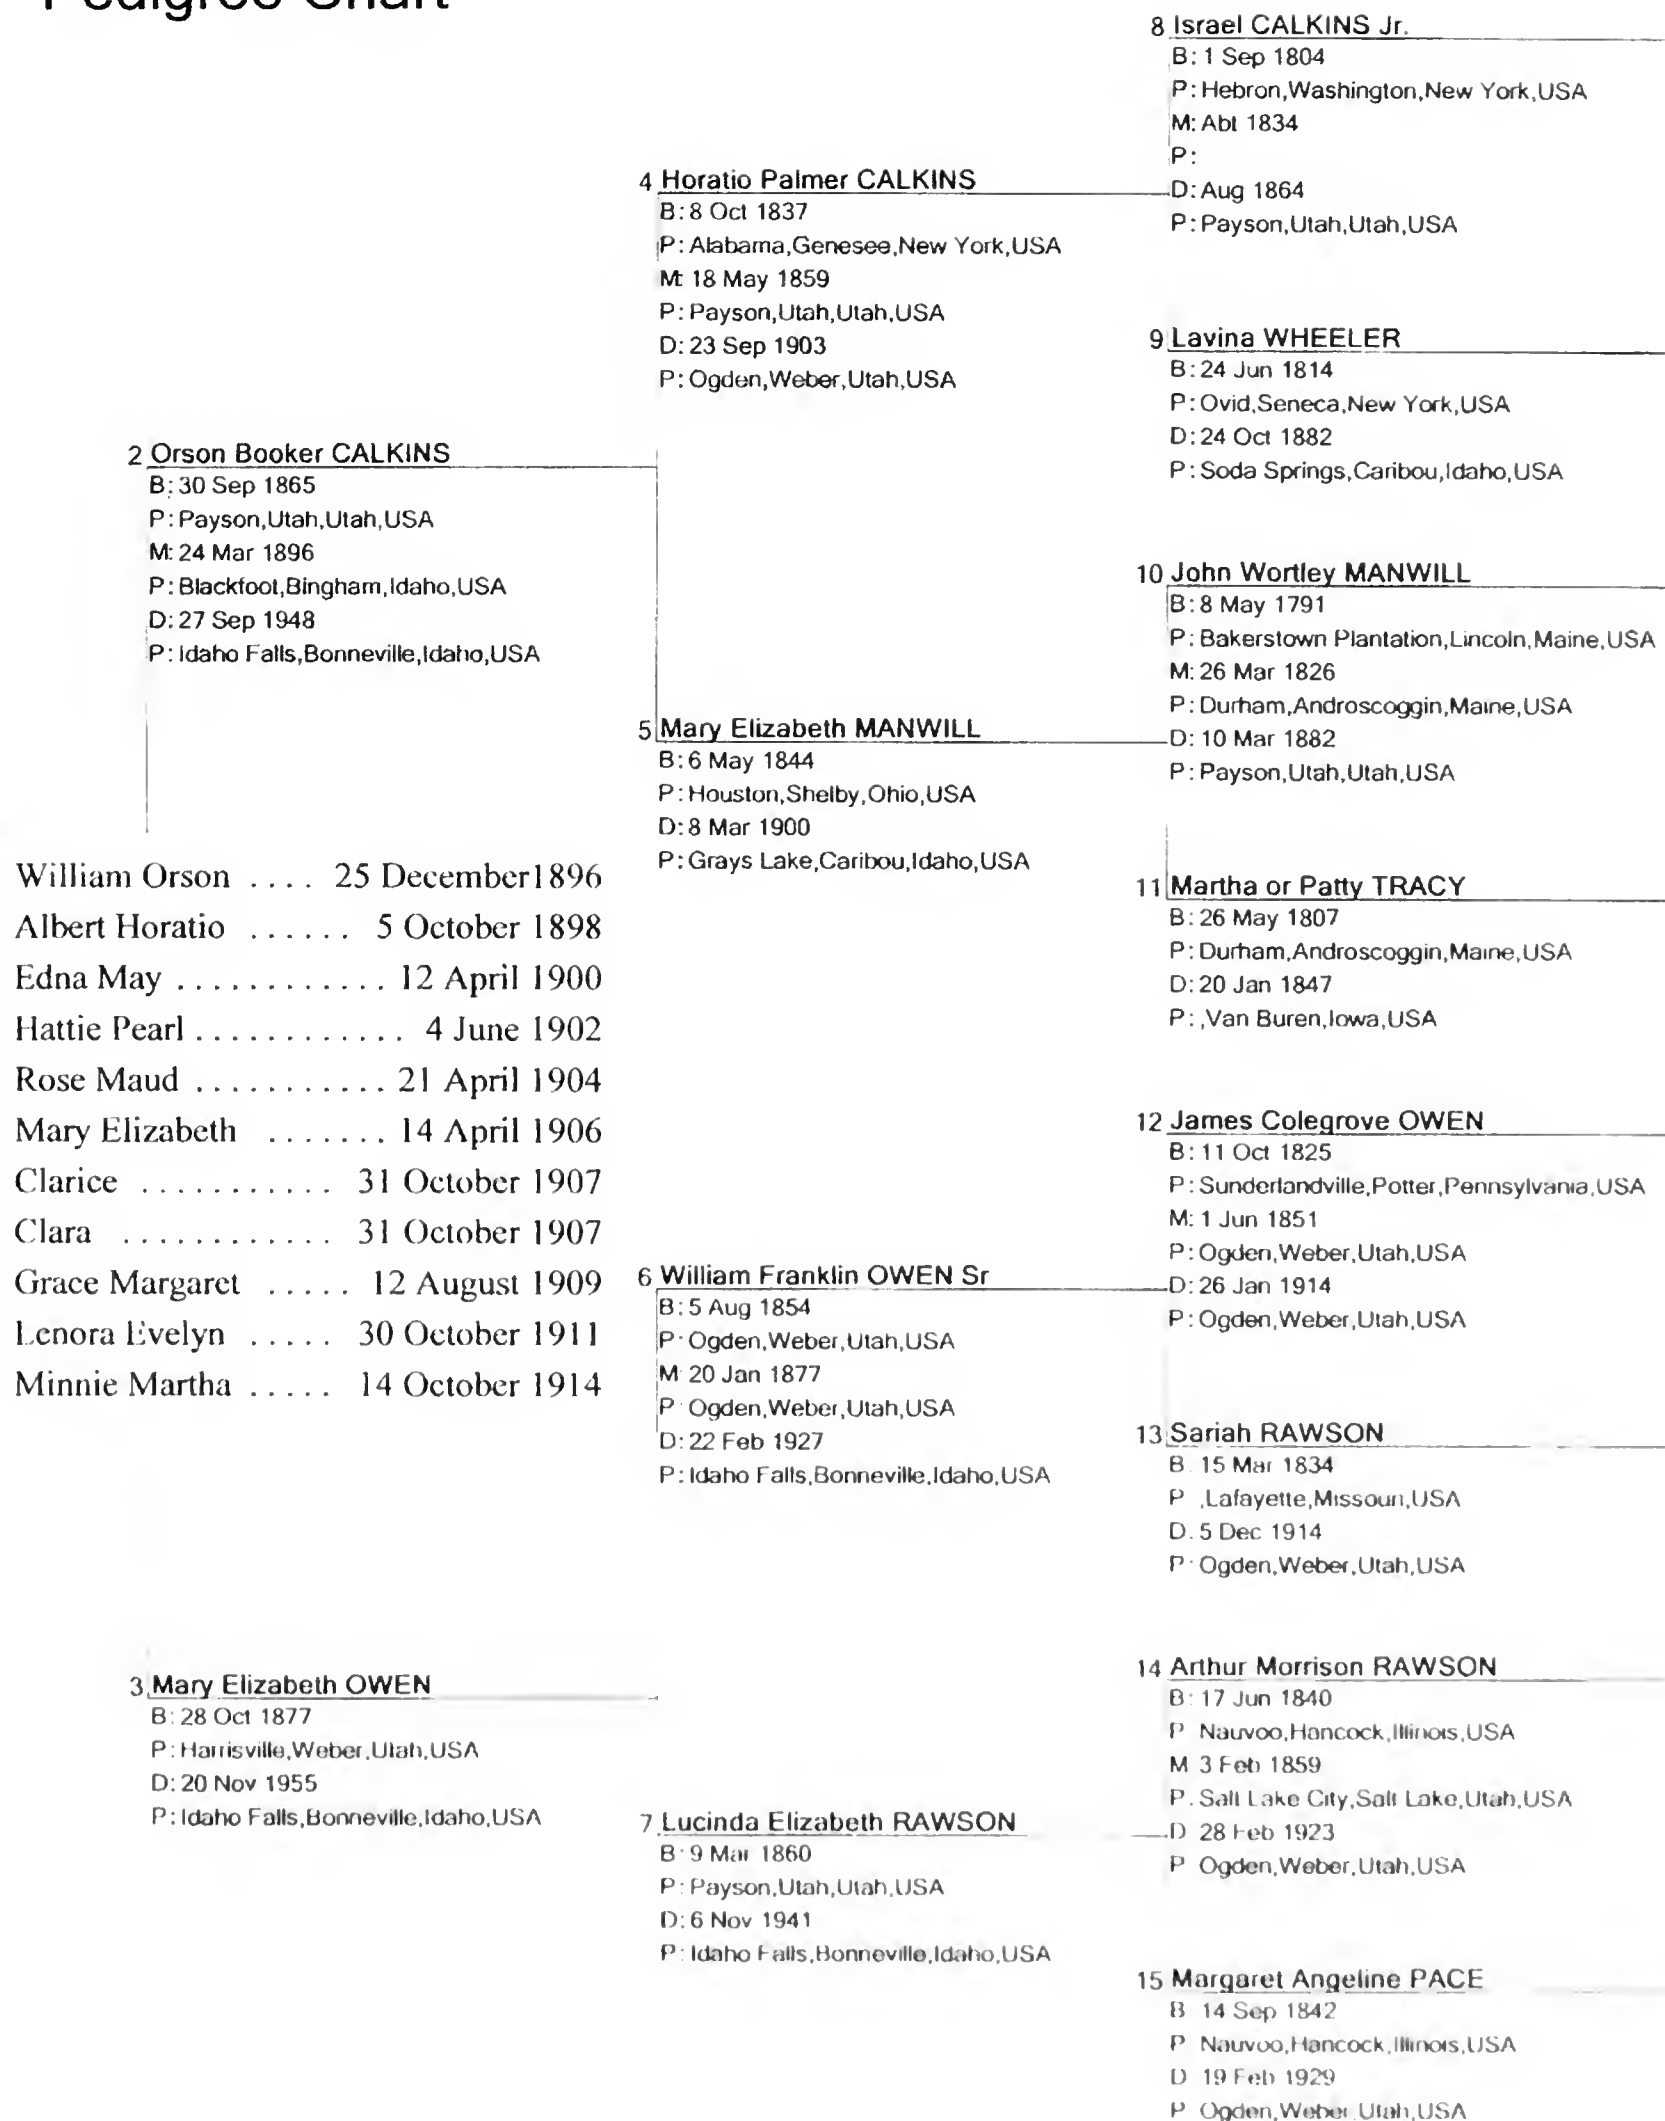 Pedigree Chart
8 Israel CALKINS Jr.
B: 1 Sep 1804
P: Hebron,Washington,New York,USA
M: Abt 1834
P:
D: Aug 1864
P: Payson,Utah,Utah,USA
4 Horatio Palmer CALKINS
B: 8 Oct 1837
P: Alabama,Genesee,New York,USA
M: 18 May 1859
P: Payson,Utah,Utah,USA
D: 23 Sep 1903
P: Ogden,Weber,Utah,USA
9 Lavina WHEELER
B: 24 Jun 1814
P: Ovid,Seneca,New York,USA
D: 24 Oct 1882
P: Soda Springs,Caribou,Idaho,USA
2 Orson Booker CALKINS
B: 30 Sep 1865
P: Payson,Utah,Utah,USA
M: 24 Mar 1896
P: Blackfoot,Bingham,Idaho,USA
D: 27 Sep 1948
P: Idaho Falls,Bonneville,Idaho,USA
10 John Wortley MANWILL
B: 8 May 1791
P: Bakerstown Plantation,Lincoln,Maine,USA
M: 26 Mar 1826
P: Durham,Androscoggin,Maine,USA
D: 10 Mar 1882
P: Payson,Utah,Utah,USA
5 Mary Elizabeth MANWILL
B: 6 May 1844
P: Houston,Shelby,Ohio,USA
D: 8 Mar 1900
P: Grays Lake,Caribou,Idaho,USA
11 Martha or Patty TRACY
B: 26 May 1807
P: Durham,Androscoggin,Maine,USA
D: 20 Jan 1847
P: ,Van Buren,Iowa,USA
William Orson .... 25 December1896
Albert Horatio ...... 5 October 1898
Edna May ............ 12 April 1900
Hattie Pearl ............ 4 June 1902
Rose Maud ........... 21 April 1904
Mary Elizabeth ....... 14 April 1906
Clarice ........... 31 October 1907
Clara ............ 31 October 1907
Grace Margaret ..... 12 August 1909
Lenora Evelyn ..... 30 October 1911
Minnie Martha ..... 14 October 1914
12 James Colegrove OWEN
B: 11 Oct 1825
P: Sunderlandville,Potter,Pennsylvania,USA
M: 1 Jun 1851
P: Ogden,Weber,Utah,USA
D: 26 Jan 1914
P: Ogden,Weber,Utah,USA
6 William Franklin OWEN Sr
B: 5 Aug 1854
P: Ogden,Weber,Utah,USA
M: 20 Jan 1877
P: Ogden,Weber,Utah,USA
D: 22 Feb 1927
P: Idaho Falls,Bonneville,Idaho,USA
13 Sariah RAWSON
B: 15 Mar 1834
P: ,Lafayette,Missouri,USA
D: 5 Dec 1914
P: Ogden,Weber,Utah,USA
3 Mary Elizabeth OWEN
B: 28 Oct 1877
P: Harrisville,Weber,Utah,USA
D: 20 Nov 1955
P: Idaho Falls,Bonneville,Idaho,USA
14 Arthur Morrison RAWSON
B: 17 Jun 1840
P: Nauvoo,Hancock,Illinois,USA
M: 3 Feb 1859
P: Salt Lake City,Salt Lake,Utah,USA
D: 28 Feb 1923
P: Ogden,Weber,Utah,USA
7 Lucinda Elizabeth RAWSON
B: 9 Mar 1860
P: Payson,Utah,Utah,USA
D: 6 Nov 1941
P: Idaho Falls,Bonneville,Idaho,USA
15 Margaret Angeline PACE
B: 14 Sep 1842
P: Nauvoo,Hancock,Illinois,USA
D: 19 Feb 1929
P: Ogden,Weber,Utah,USA